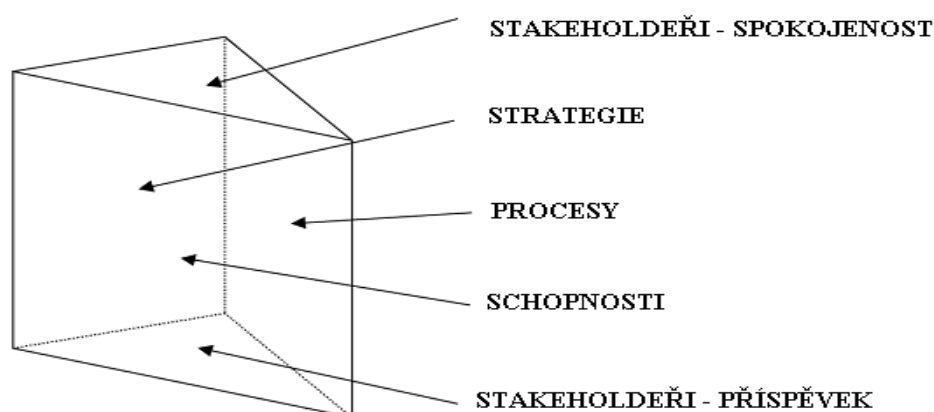 STAKEHOLDEŘI - SPOKOJENOST
STRATEGIE
PROCESY
SCHOPNOSTI
STAKEHOLDEŘI - PŘÍSPĚVEK